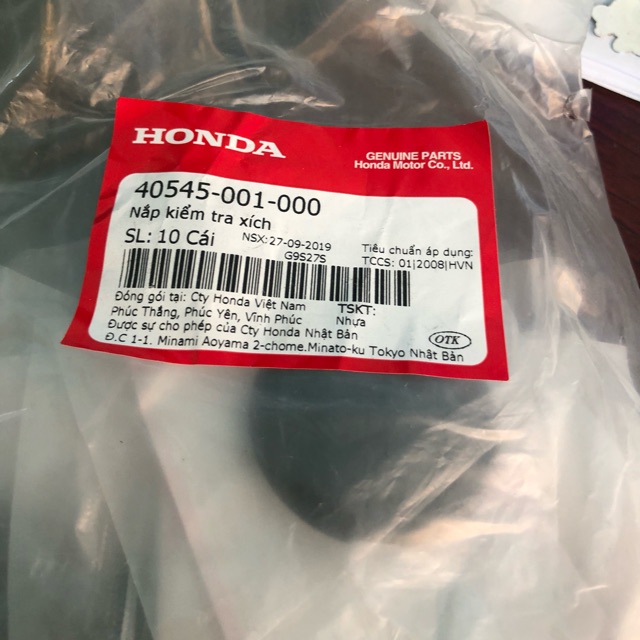 HONDA
GENUINE PARTS
Honda Motor Co., Ltd.
40545-001-000
Nắp kiểm tra xích
SL: 10 Cái NSX:27-09-2019 Tiêu chuẩn áp dụng:
G9S27S TCCS: 01|2008|HVN
Đóng gói tại: Cty Honda Việt Nam TSKT:
Phúc Thắng, Phúc Yên, Vĩnh Phúc Nhựa
Được sự cho phép của Cty Honda Nhật Bản
OTK
Đ.C 1-1. Minami Aoyama 2-chome.Minato-ku Tokyo Nhật Bản